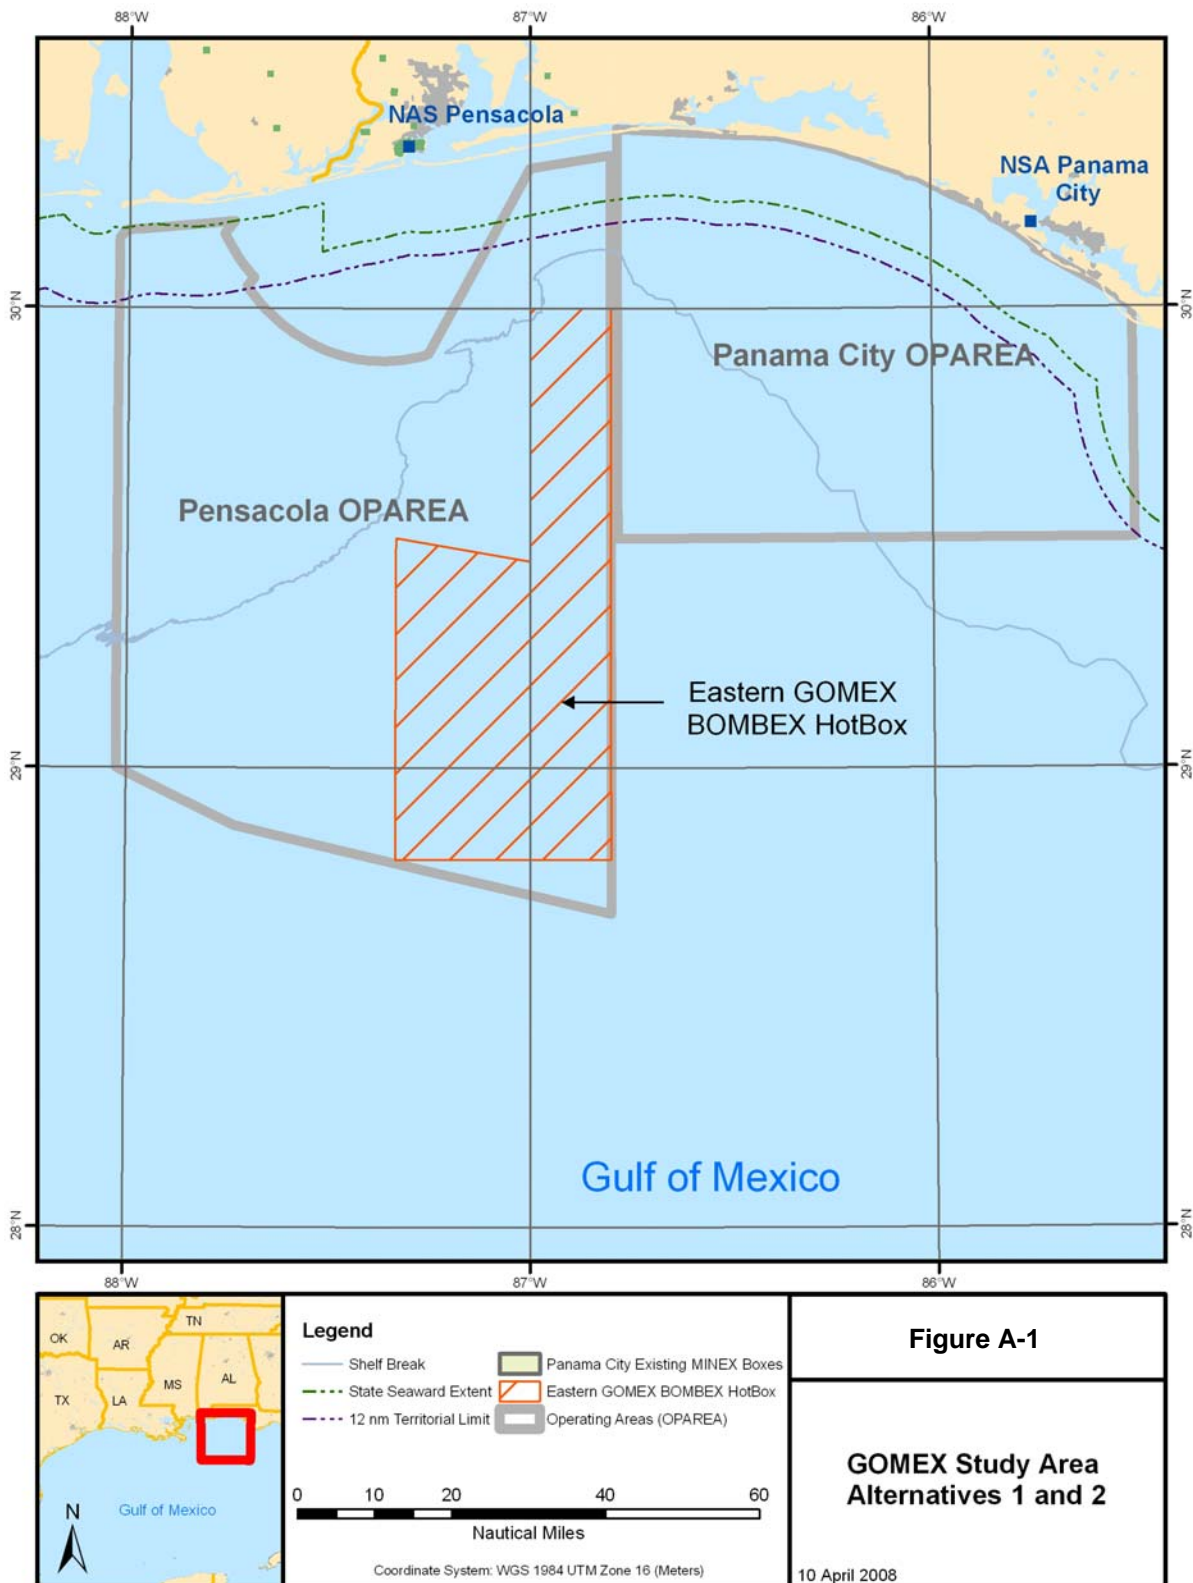 88°W
87°W
86°W
NAS Pensacola
NSA Panama
City
30°N
30°N
Panama City OPAREA
Pensacola OPAREA
Eastern GOMEX
BOMBEX HotBox
29°N
29°N
Gulf of Mexico
28°N
28°N
88°W
87°W
86°W
OK
AR
TN
TX
LA
MS
AL
Gulf of Mexico
N
Legend
Shelf Break
State Seaward Extent
12 nm Territorial Limit
Panama City Existing MINEX Boxes
Eastern GOMEX BOMBEX HotBox
Operating Areas (OPAREA)
0 10 20 40 60
Nautical Miles
Coordinate System: WGS 1984 UTM Zone 16 (Meters)
Figure A-1
GOMEX Study Area
Alternatives 1 and 2
10 April 2008